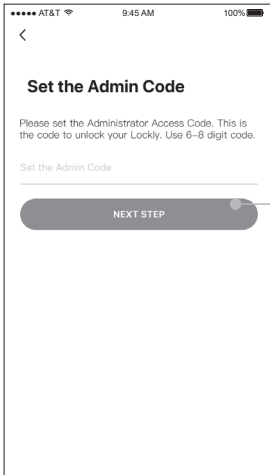 ●●●●● AT&T 9:45 AM 100%
Set the Admin Code
Please set the Administrator Access Code. This is
the code to unlock your Lockly. Use 6–8 digit code.
Set the Admin Code
NEXT STEP